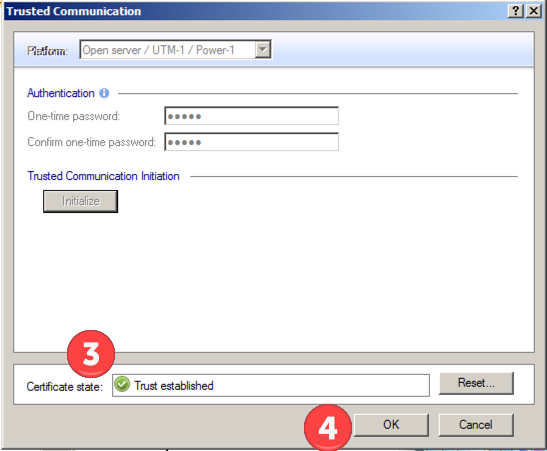 Trusted Communication
Platform: Open server / UTM-1 / Power-1
Authentication
One-time password: •••••
Confirm one-time password: •••••
Trusted Communication Initiation
Initialize
3
Certificate state: Trust established Reset...
4 OK Cancel